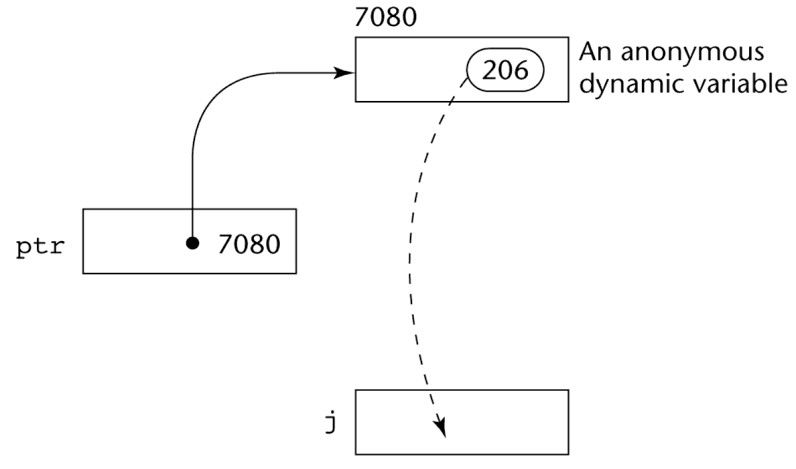 7080
206
An anonymous
dynamic variable
ptr
7080
j